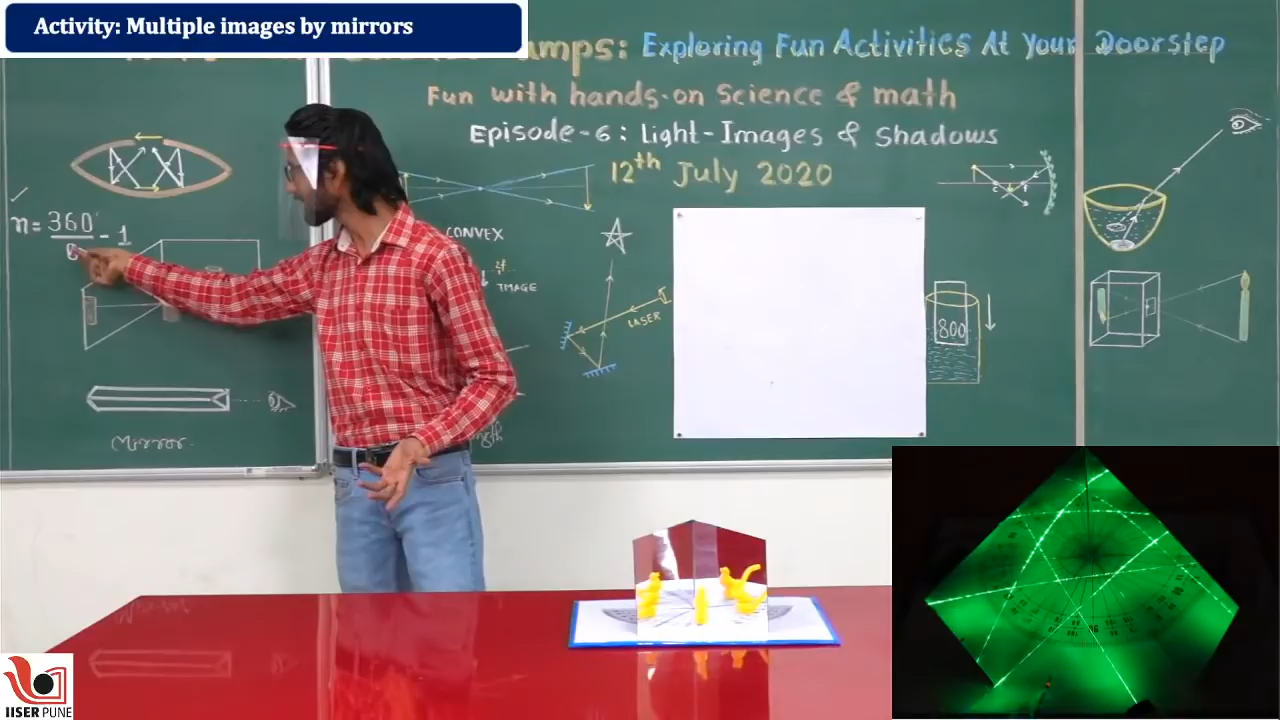 Activity: Multiple images by mirrors
Camps: Exploring Fun Activities At Your Doorstep
Fun with hands-on Science & math
Episode-6: Light-Images & Shadows
12th July 2020
n = 360
- 1
CONVEX
IMAGE
LASER
800
Mirror
IISER PUNE